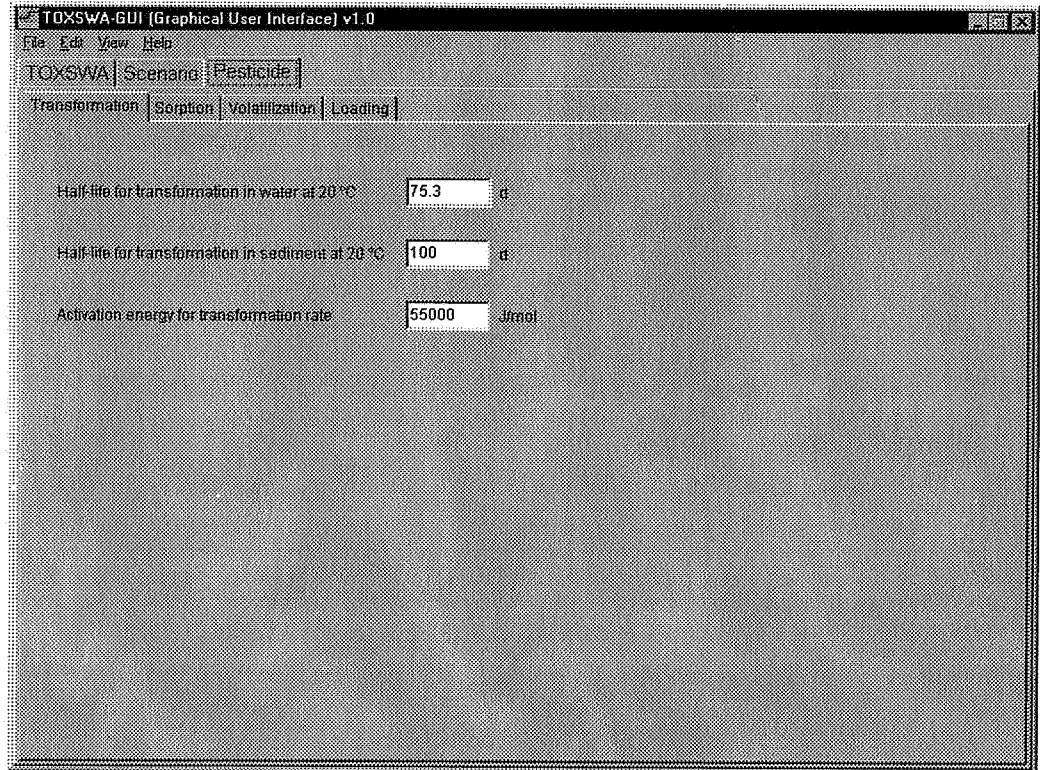 TOXSWA-GUI (Graphical User Interface) v1.0
File Edit View Help
TOXSWA Scenario Pesticide
Transformation Sorption Volatilization Loading
Half-life for transformation in water at 20 °C 75.3 d
Half-life for transformation in sediment at 20 °C 100 d
Activation energy for transformation rate 55000 J/mol